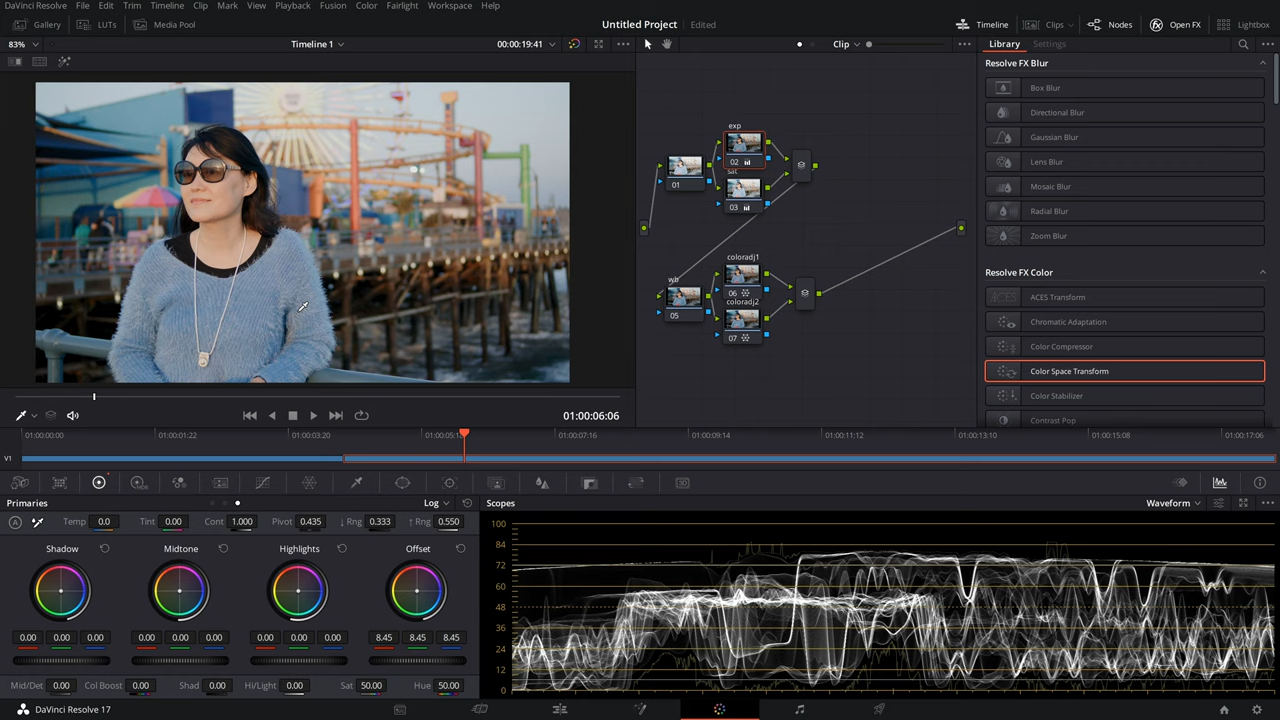 DaVinci Resolve File Edit Trim Timeline Clip Mark View Playback Fusion Color Fairlight Workspace Help
Gallery LUTs Media Pool Untitled Project Edited Timeline Clips Nodes Open FX Lightbox
83% Timeline 1 00:00:19:41 Clip Library Settings
Resolve FX Blur
Box Blur
Directional Blur
Gaussian Blur
Lens Blur
Mosaic Blur
Radial Blur
Zoom Blur
Resolve FX Color
ACES Transform
Chromatic Adaptation
Color Compressor
Color Space Transform
Color Stabilizer
Contrast Pop
exp
02
01
sat
03
coloradj1
wb
06
coloradj2
05
07
01:00:06:06
01:00:00:00 01:00:01:22 01:00:03:20 01:00:07:16 01:00:09:14 01:00:11:12 01:00:13:10 01:00:15:08 01:00:17:06
V1
Primaries Log Scopes Waveform
A Temp 0.0 Tint 0.00 Cont 1.000 Pivot 0.435 ↓ Rng 0.333 ↑ Rng 0.550
Shadow Midtone Highlights Offset
0.00 0.00 0.00 0.00 0.00 0.00 0.00 0.00 0.00 8.45 8.45 8.45
Mid/Det 0.00 Col Boost 0.00 Shad 0.00 Hi/Light 0.00 Sat 50.00 Hue 50.00
100
84
72
60
48
36
24
12
0
DaVinci Resolve 17